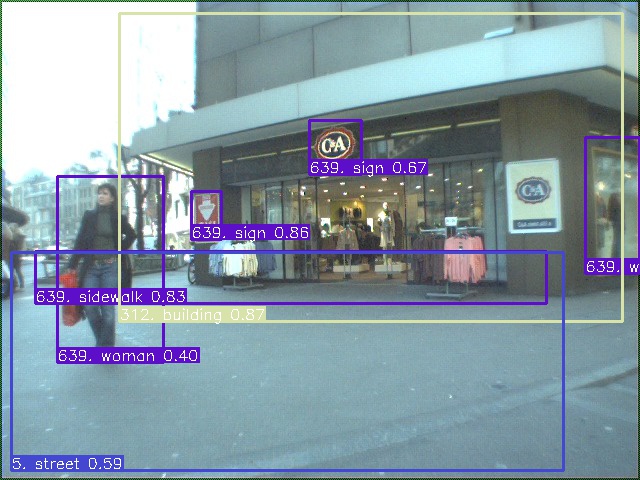 C&A
639. sign 0.67
C&A
639. sign 0.86
639. w
639. sidewalk 0.83
312. building 0.87
639. woman 0.40
5. street 0.59